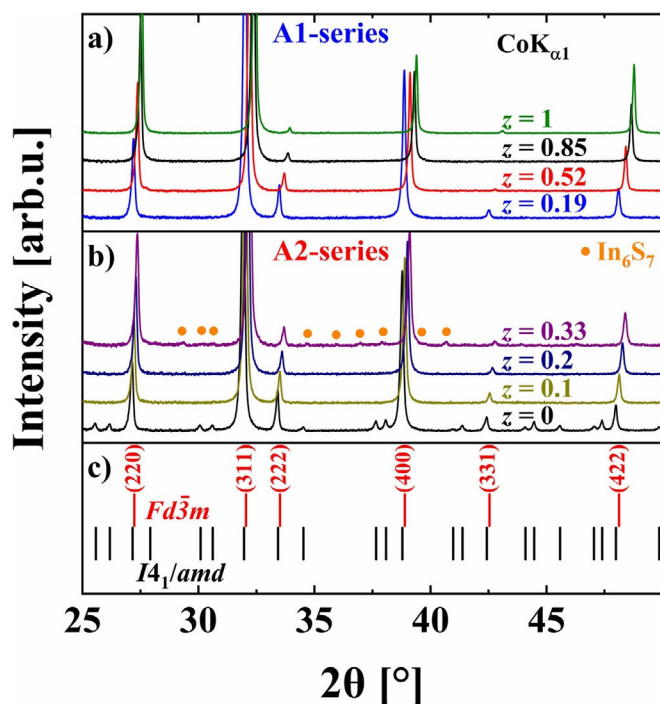 a)
A1-series
CoKα1
z = 1
z = 0.85
z = 0.52
z = 0.19
b)
A2-series
In6S7
z = 0.33
z = 0.2
z = 0.1
z = 0
c)
(220)
(311)
(222)
(400)
(331)
(422)
Fd3̄m
I41/amd
25
30
35
40
45
2θ [°]
Intensity [arb.u.]